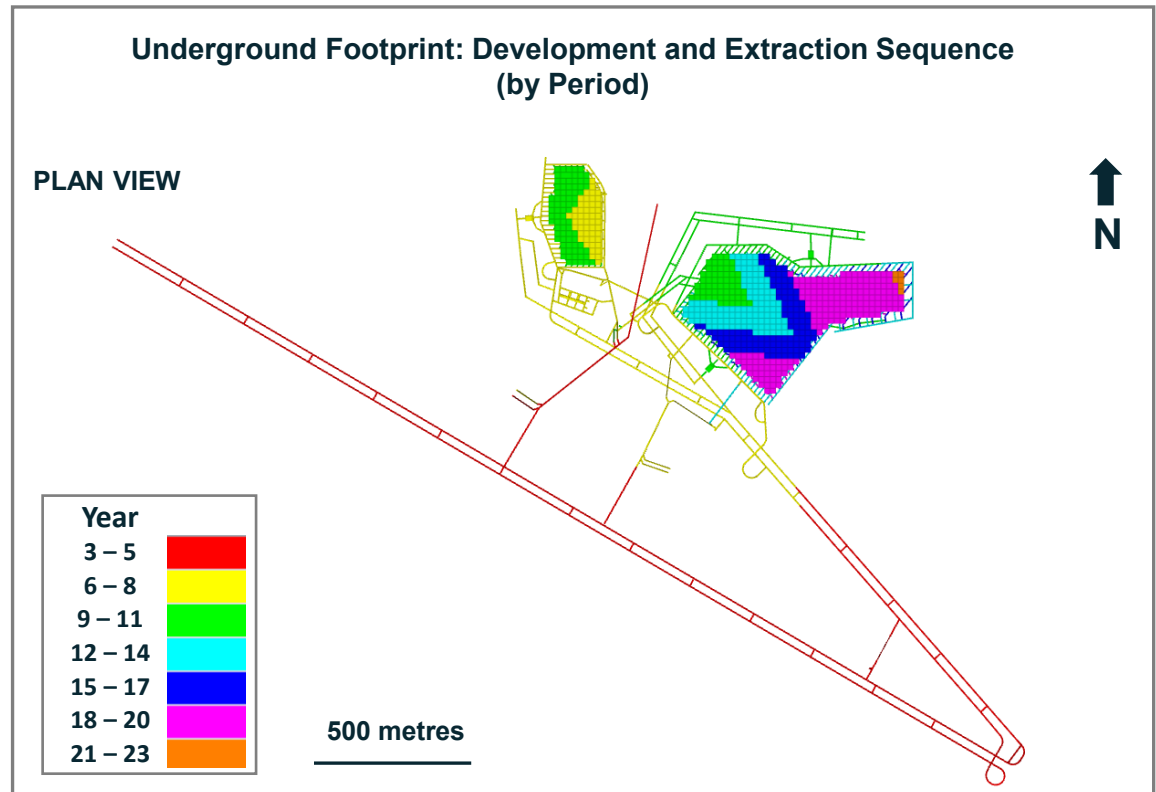 Underground Footprint: Development and Extraction Sequence
(by Period)
PLAN VIEW
N
Year
3 – 5
6 – 8
9 – 11
12 – 14
15 – 17
18 – 20
21 – 23
500 metres